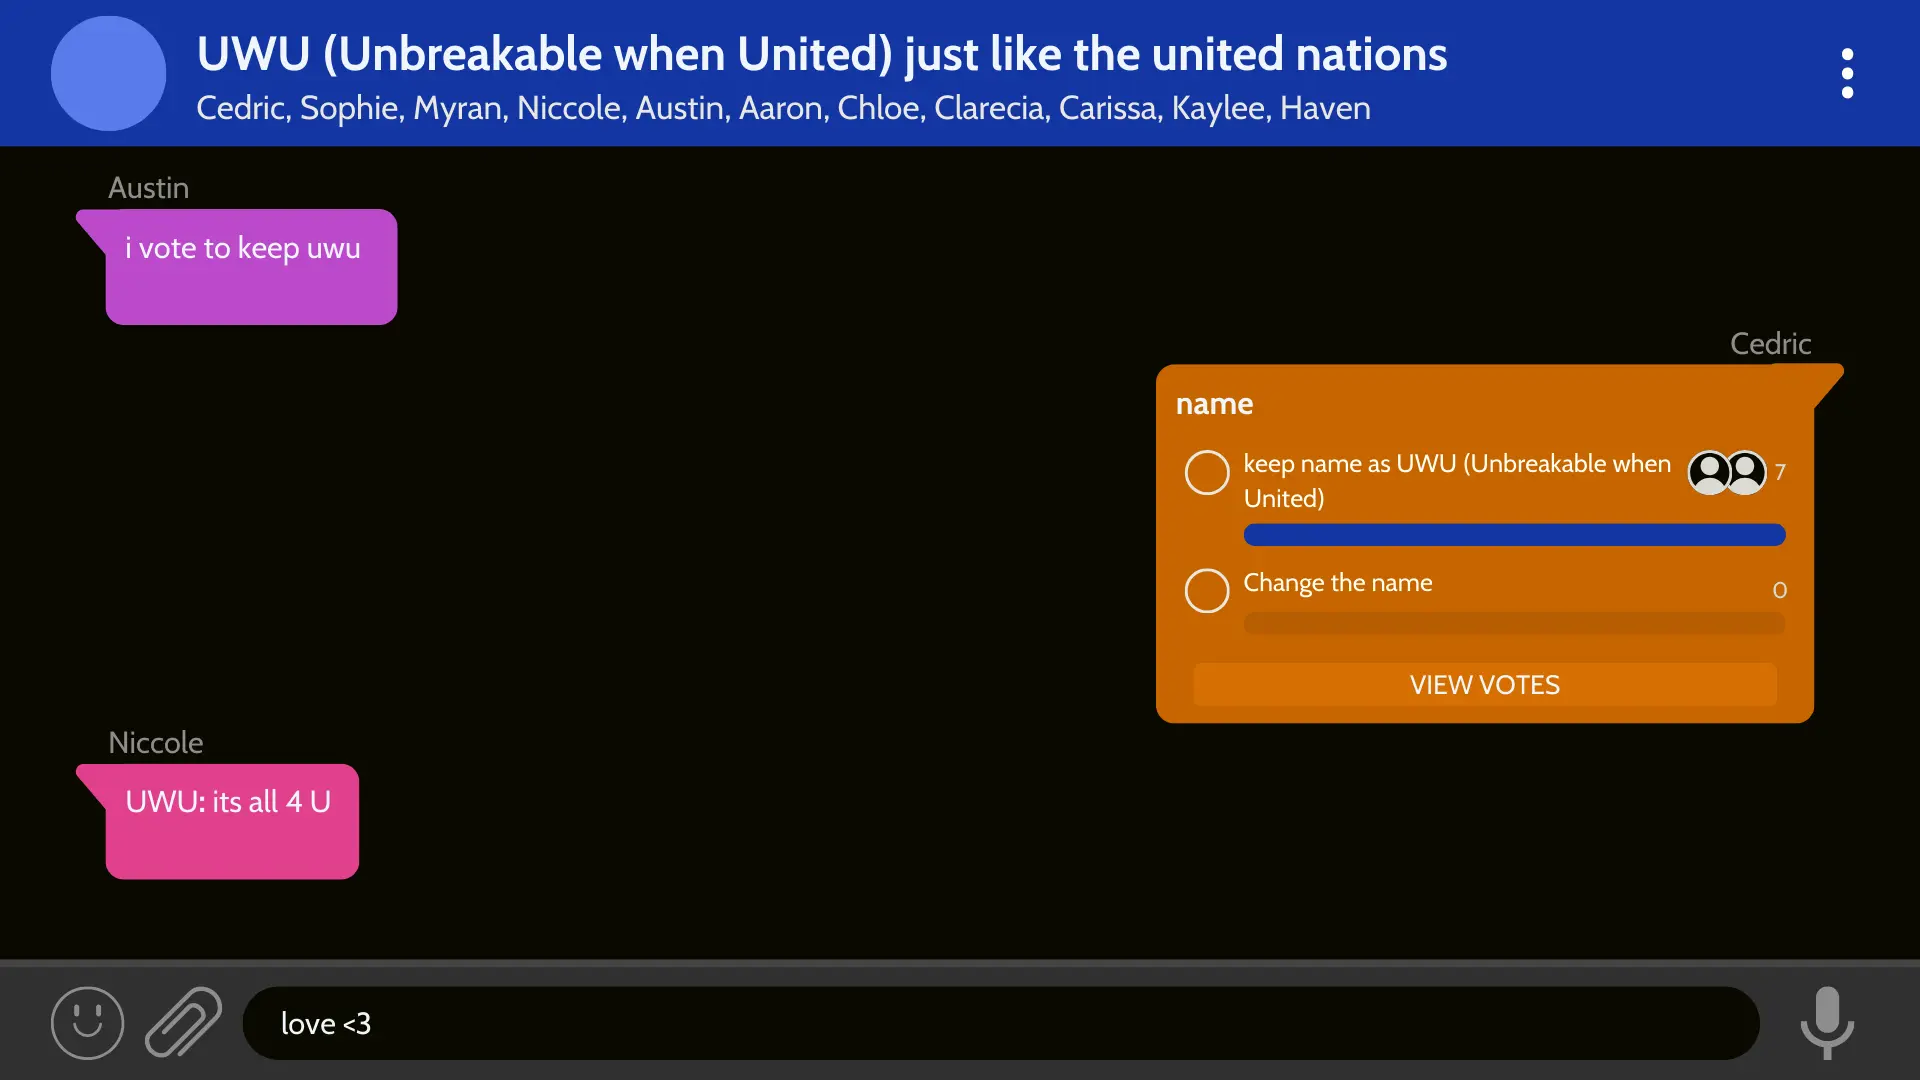 UWU (Unbreakable when United) just like the united nations
Cedric, Sophie, Myran, Niccole, Austin, Aaron, Chloe, Clarecia, Carissa, Kaylee, Haven
Austin
i vote to keep uwu
Cedric
name
keep name as UWU (Unbreakable when
United)
7
Change the name
0
VIEW VOTES
Niccole
UWU: its all 4 U
love <3